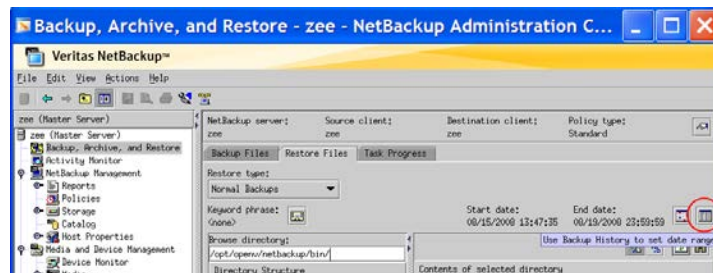 Backup, Archive, and Restore - zee - NetBackup Administration C...
Veritas NetBackup™
File Edit View Actions Help
zee (Master Server)
zee (Master Server)
Backup, Archive, and Restore
Activity Monitor
NetBackup Management
Reports
Policies
Storage
Catalog
Host Properties
Media and Device Management
Device Monitor
Media
NetBackup server: Source client: Destination client: Policy type:
zee zee zee Standard
Backup Files Restore Files Task Progress
Restore type:
Normal Backups
Keyword phrase: Start date: End date:
(none) 08/15/2008 13:47:35 08/19/2008 23:59:59
Use Backup History to set date range
Browse directory:
/opt/openv/netbackup/bin/
Directory Structure Contents of selected directory